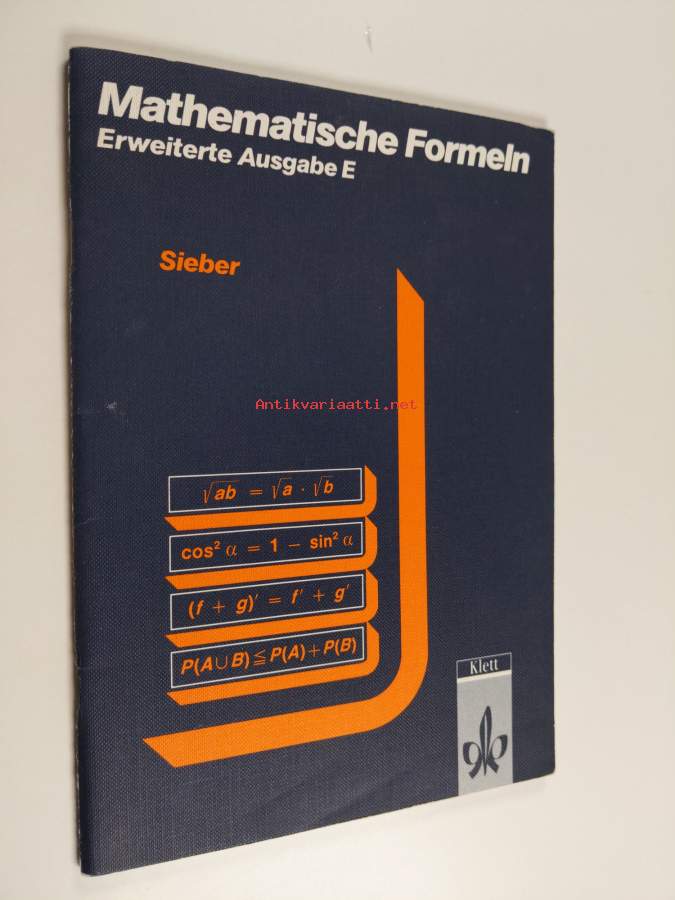 Mathematische Formeln
Erweiterte Ausgabe E
Sieber
Antikvariaatti.net
√ab = √a · √b
cos² α = 1 − sin² α
(f + g)′ = f′ + g′
P(A∪B)≦P(A)+P(B)
Klett